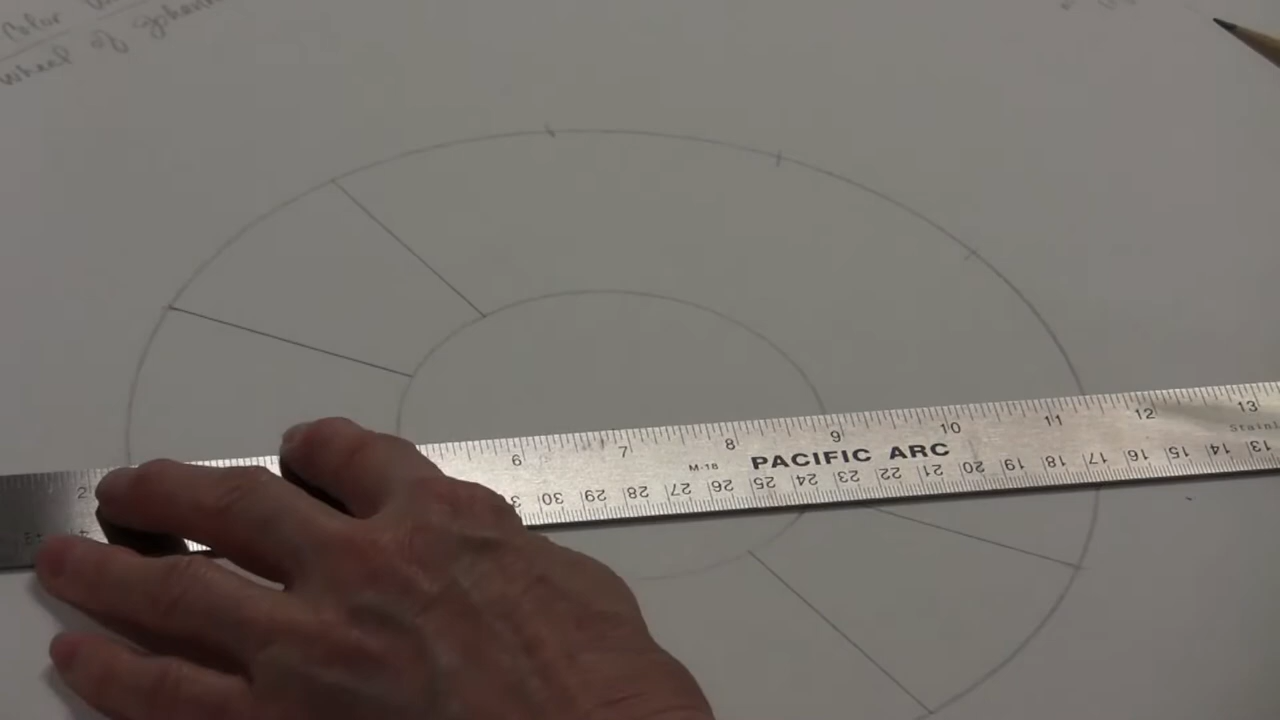 Color
wheel of
2 6 7 8 9 10 11 12 13
M-18 PACIFIC ARC
30 29 28 27 26 25 24 23 22 21 20 19 18 17 16 15 14 13